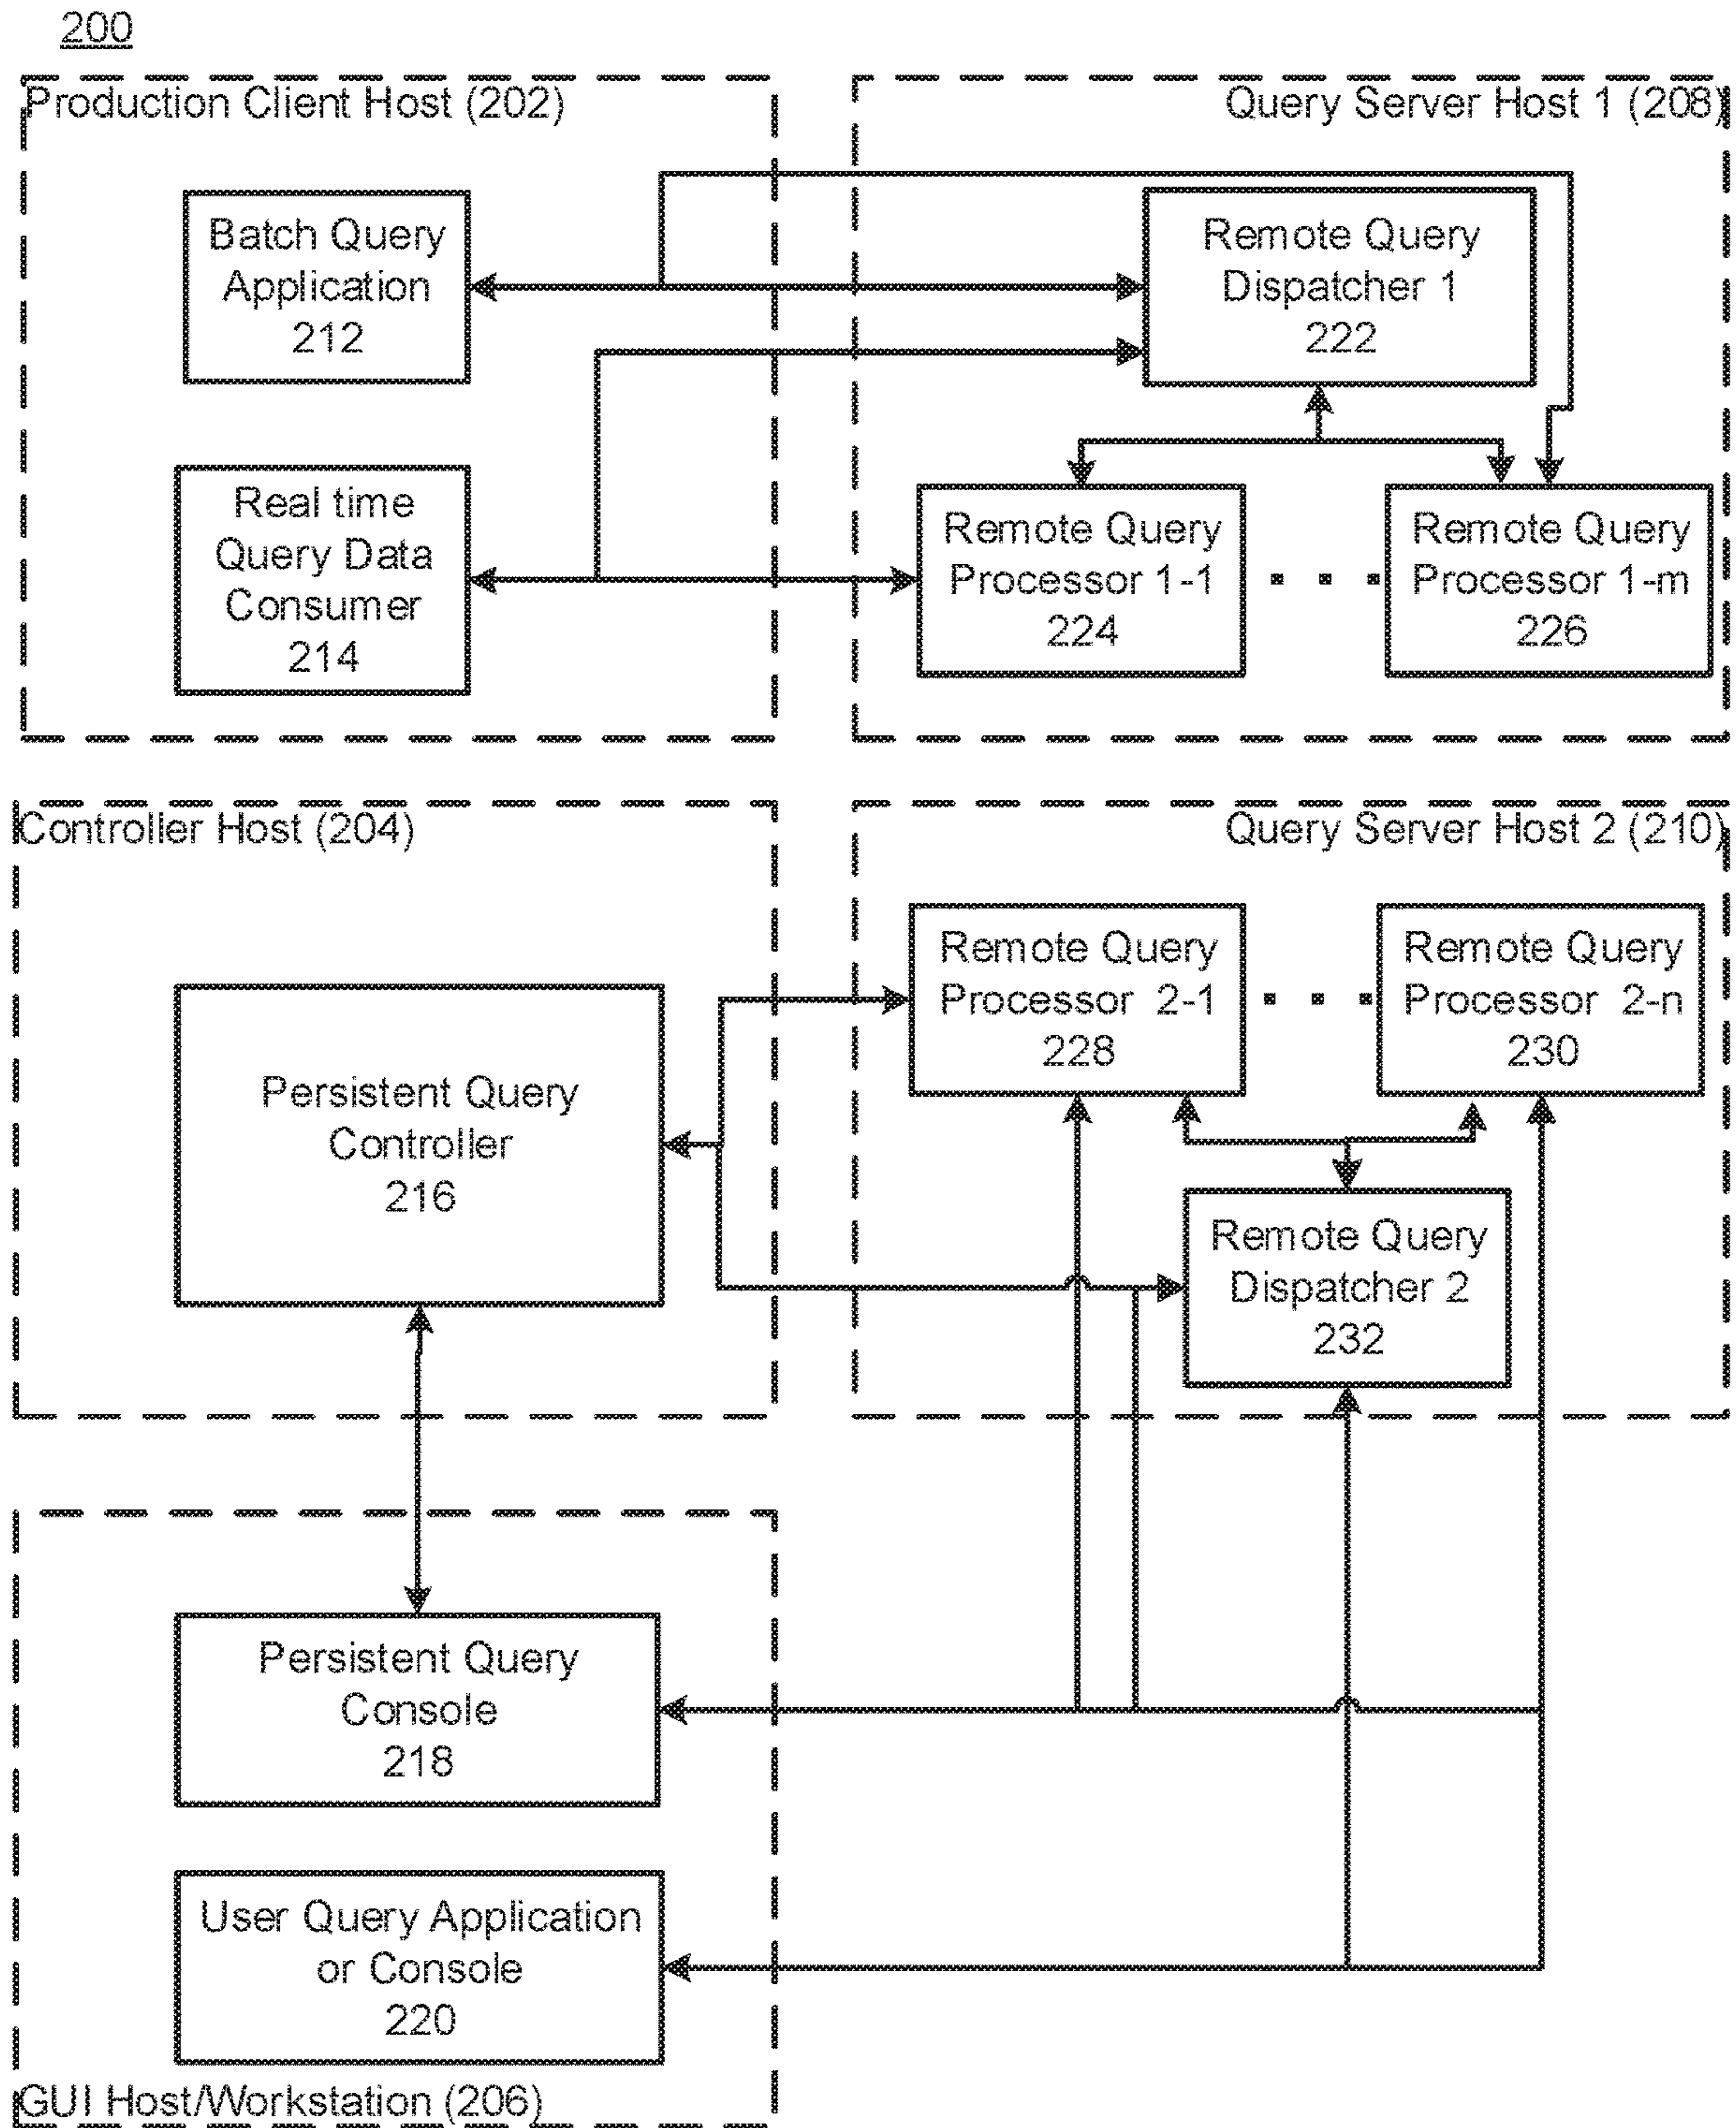 200
Production Client Host (202)
Query Server Host 1 (208)
Batch Query
Application
212
Remote Query
Dispatcher 1
222
Real time
Query Data
Consumer
214
Remote Query
Processor 1-1
224
Remote Query
Processor 1-m
226
Controller Host (204)
Query Server Host 2 (210)
Remote Query
Processor 2-1
228
Remote Query
Processor 2-n
230
Persistent Query
Controller
216
Remote Query
Dispatcher 2
232
Persistent Query
Console
218
User Query Application
or Console
220
GUI Host/Workstation (206)